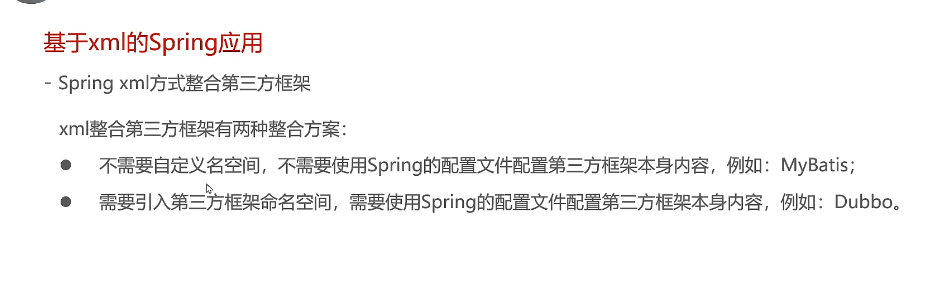 基于xml的Spring应用
- Spring xml方式整合第三方框架
xml整合第三方框架有两种整合方案：
● 不需要自定义名空间，不需要使用Spring的配置文件配置第三方框架本身内容，例如：MyBatis；
● 需要引入第三方框架命名空间，需要使用Spring的配置文件配置第三方框架本身内容，例如：Dubbo。